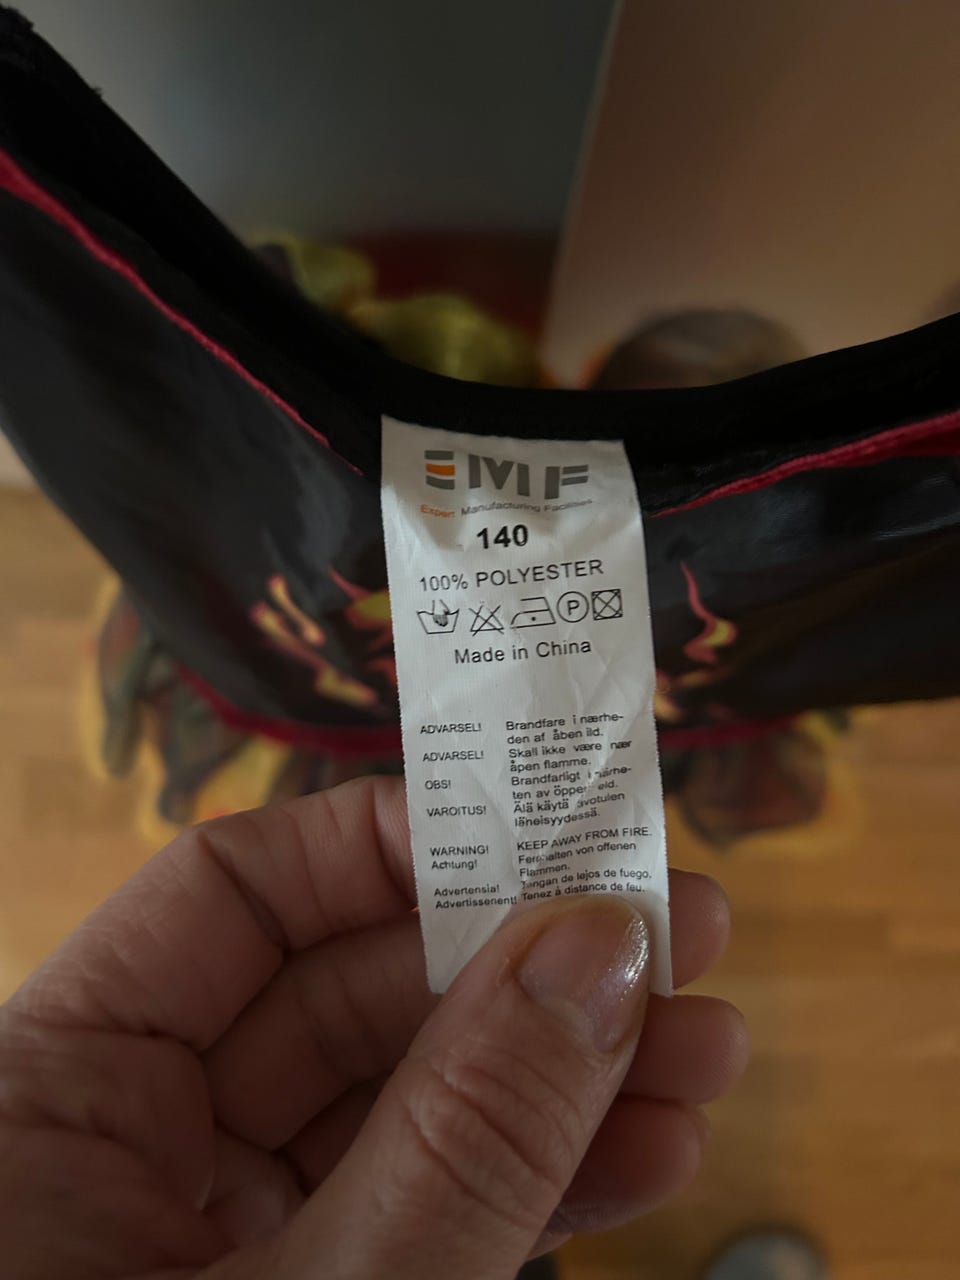 EMF
Expert Manufacturing Facilities
140
100% POLYESTER
P
Made in China
ADVARSEL! Brandfare i nærhe-
den af åben ild.
ADVARSEL! Skall ikke være nær
åpen flamme.
OBS! Brandfarligt i närhe-
ten av öppen eld.
VAROITUS! Älä käytä avotulen
läneisyydessä.
WARNING! KEEP AWAY FROM FIRE.
Achtung! Fernhalten von offenen
Flammen.
Advertensia! Tengan de lejos de fuego.
Advertissenent! Tenez à distance de feu.